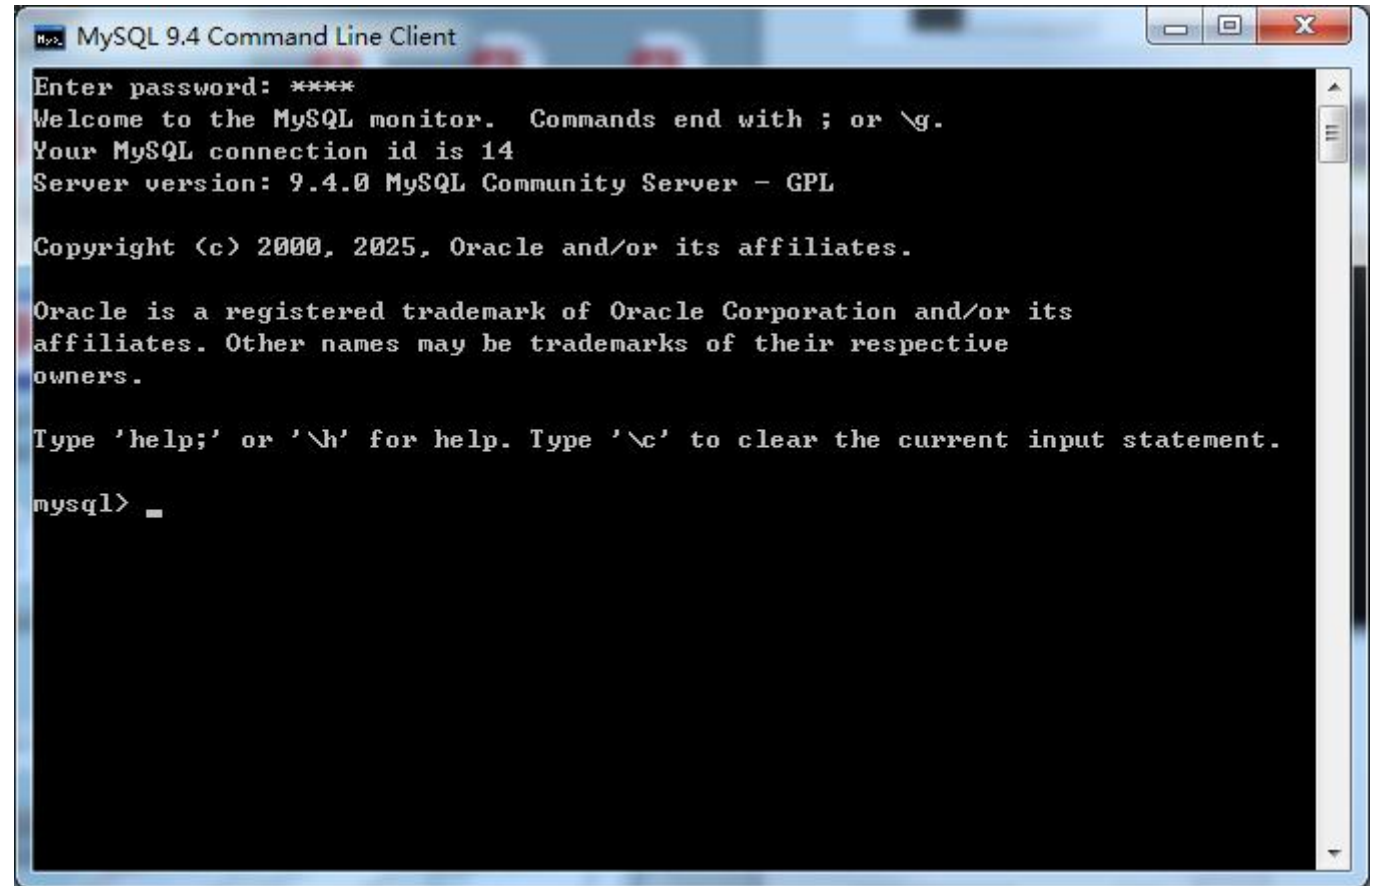 MySQL 9.4 Command Line Client
Enter password: ****
Welcome to the MySQL monitor.  Commands end with ; or \g.
Your MySQL connection id is 14
Server version: 9.4.0 MySQL Community Server - GPL
Copyright (c) 2000, 2025, Oracle and/or its affiliates.
Oracle is a registered trademark of Oracle Corporation and/or its
affiliates. Other names may be trademarks of their respective
owners.
Type 'help;' or '\h' for help. Type '\c' to clear the current input statement.
mysql> _